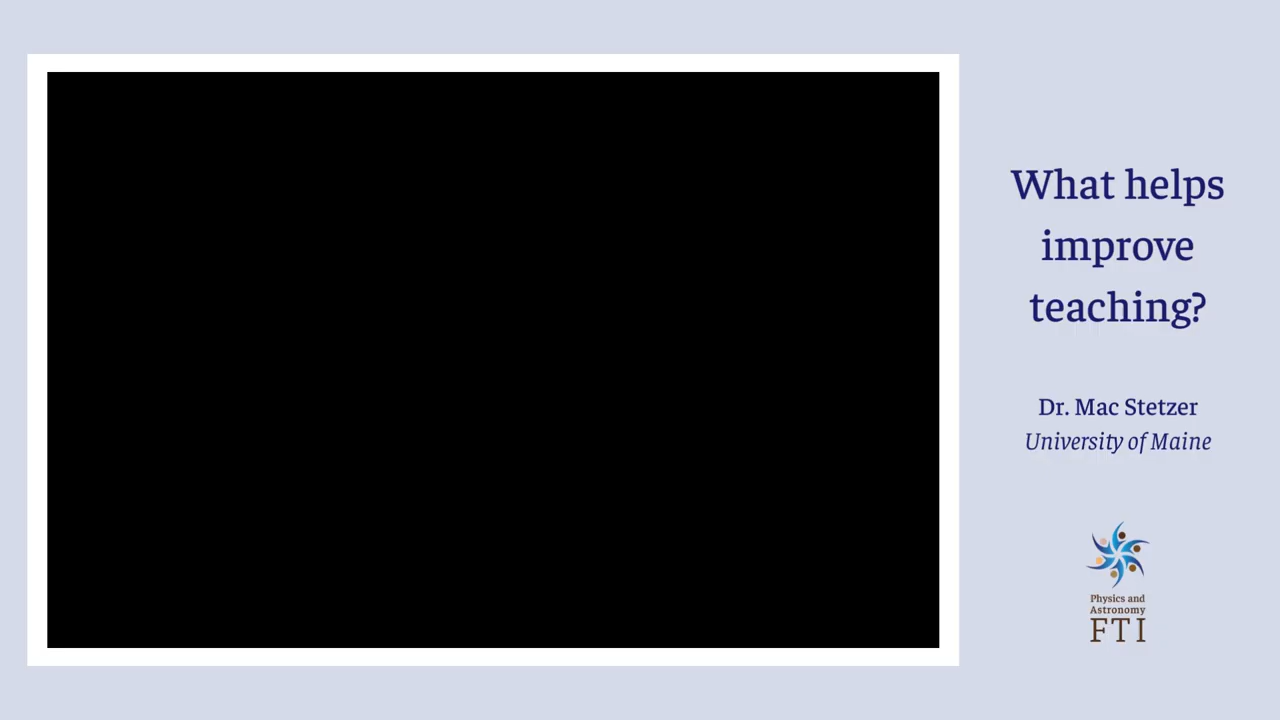 What helps
improve
teaching?
Dr. Mac Stetzer
University of Maine
Physics and
Astronomy
FTI